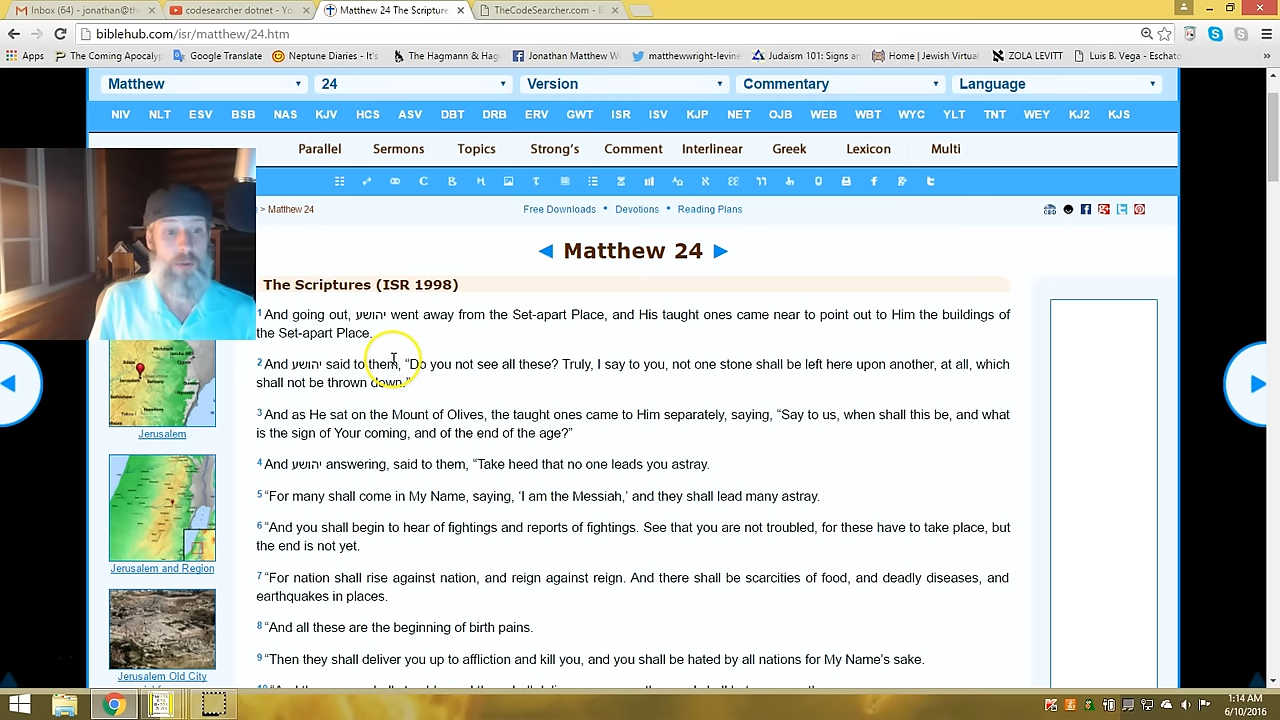 Inbox (64) - jonathan@the
codesearcher dotnet - Yo
Matthew 24 The Scripture
TheCodeSearcher.com - E
biblehub.com/isr/matthew/24.htm
Apps The Coming Apocaly Google Translate Neptune Diaries - It's The Hagmann & Hag Jonathan Matthew W matthewwright-levine Judaism 101: Signs ar Home | Jewish Virtual ZOLA LEVITT Luis B. Vega - Eschat »
Matthew 24 Version Commentary Language
NIV NLT ESV BSB NAS KJV HCS ASV DBT DRB ERV GWT ISR ISV KJP NET OJB WEB WBT WYC YLT TNT WEY KJ2 KJS
Parallel Sermons Topics Strong's Comment Interlinear Greek Lexicon Multi
> Matthew 24 Free Downloads • Devotions • Reading Plans
Matthew 24
The Scriptures (ISR 1998)
1 And going out, יהושע went away from the Set-apart Place, and His taught ones came near to point out to Him the buildings of
the Set-apart Place.
2 And יהושע said to them, “Do you not see all these? Truly, I say to you, not one stone shall be left here upon another, at all, which
shall not be thrown down.”
3 And as He sat on the Mount of Olives, the taught ones came to Him separately, saying, “Say to us, when shall this be, and what
is the sign of Your coming, and of the end of the age?”
4 And יהושע answering, said to them, “Take heed that no one leads you astray.
5 “For many shall come in My Name, saying, ‘I am the Messiah,’ and they shall lead many astray.
6 “And you shall begin to hear of fightings and reports of fightings. See that you are not troubled, for these have to take place, but
the end is not yet.
7 “For nation shall rise against nation, and reign against reign. And there shall be scarcities of food, and deadly diseases, and
earthquakes in places.
8 “And all these are the beginning of birth pains.
9 “Then they shall deliver you up to affliction and kill you, and you shall be hated by all nations for My Name’s sake.
Jerusalem
Jerusalem and Region
Jerusalem Old City
1:14 AM
6/10/2016